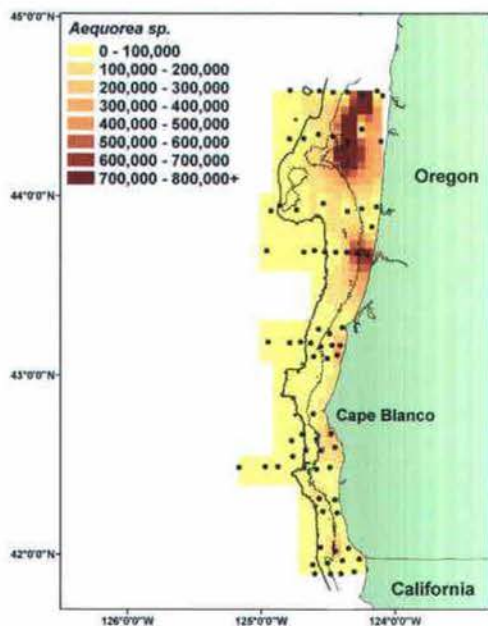 45°0'0"N
Aequorea sp.
0 - 100,000
100,000 - 200,000
200,000 - 300,000
300,000 - 400,000
400,000 - 500,000
500,000 - 600,000
600,000 - 700,000
700,000 - 800,000+
44°0'0"N
Oregon
43°0'0"N
Cape Blanco
42°0'0"N
California
126°0'0"W
125°0'0"W
124°0'0"W